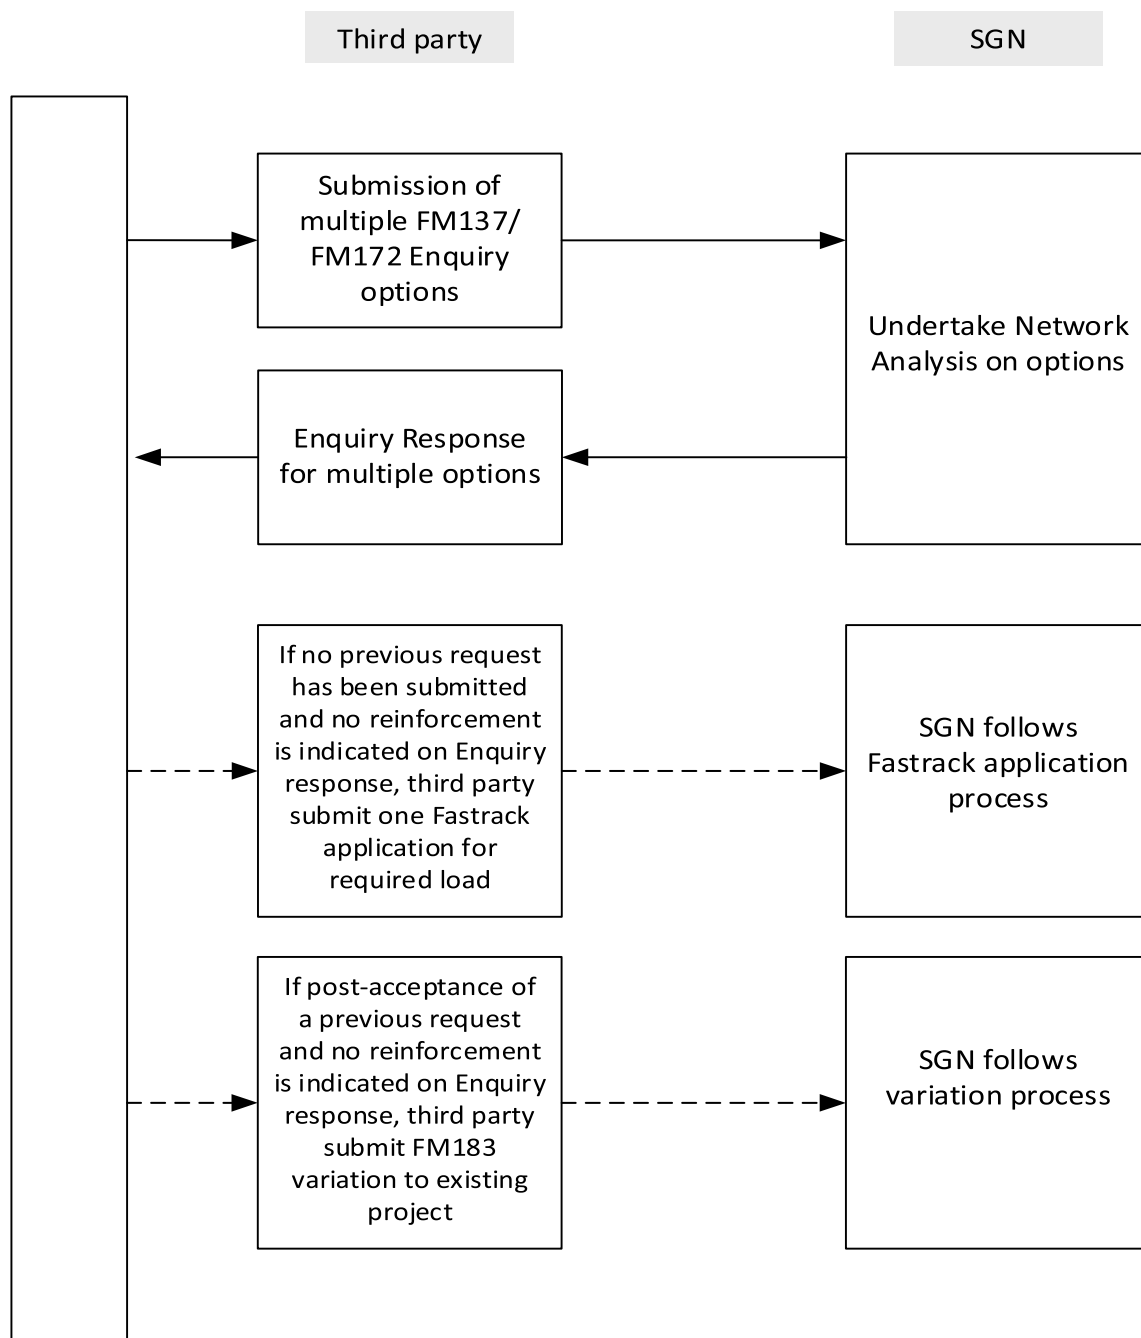 Third party
SGN
Submission of
multiple FM137/
FM172 Enquiry
options
Undertake Network
Analysis on options
Enquiry Response
for multiple options
If no previous request
has been submitted
and no reinforcement
is indicated on Enquiry
response, third party
submit one Fastrack
application for
required load
SGN follows
Fastrack application
process
If post-acceptance of
a previous request
and no reinforcement
is indicated on Enquiry
response, third party
submit FM183
variation to existing
project
SGN follows
variation process